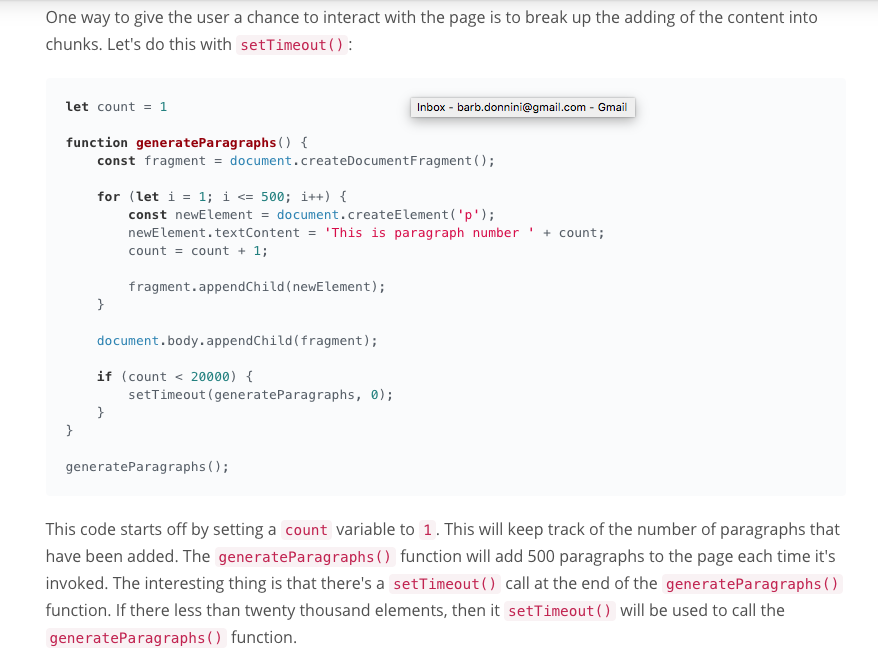 One way to give the user a chance to interact with the page is to break up the adding of the content into
chunks. Let's do this with setTimeout() :
let count = 1
Inbox - barb.donnini@gmail.com - Gmail
function generateParagraphs() {
    const fragment = document.createDocumentFragment();
    for (let i = 1; i <= 500; i++) {
        const newElement = document.createElement('p');
        newElement.textContent = 'This is paragraph number ' + count;
        count = count + 1;
        fragment.appendChild(newElement);
    }
    document.body.appendChild(fragment);
    if (count < 20000) {
        setTimeout(generateParagraphs, 0);
    }
}
generateParagraphs();
This code starts off by setting a count variable to 1 . This will keep track of the number of paragraphs that
have been added. The generateParagraphs() function will add 500 paragraphs to the page each time it's
invoked. The interesting thing is that there's a setTimeout() call at the end of the generateParagraphs()
function. If there less than twenty thousand elements, then it setTimeout() will be used to call the
generateParagraphs() function.